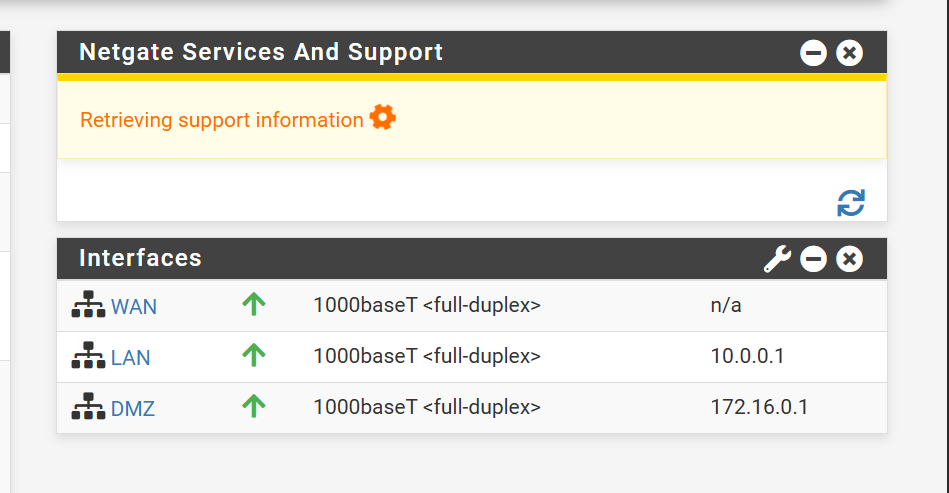 Netgate Services And Support
Retrieving support information
Interfaces
WAN 1000baseT <full-duplex> n/a
LAN 1000baseT <full-duplex> 10.0.0.1
DMZ 1000baseT <full-duplex> 172.16.0.1